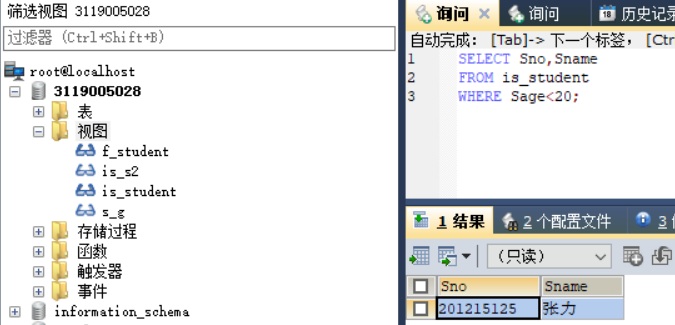 筛选视图 3119005028
过滤器 (Ctrl+Shift+B)
root@localhost
3119005028
表
视图
f_student
is_s2
is_student
s_g
存储过程
函数
触发器
事件
information_schema
询问
询问
18 历史记录
自动完成: [Tab]-> 下一个标签, [Ctr
1 SELECT Sno,Sname
2 FROM is_student
3 WHERE Sage<20;
1 结果
2 个配置文件
3
(只读)
Sno Sname
201215125 张力